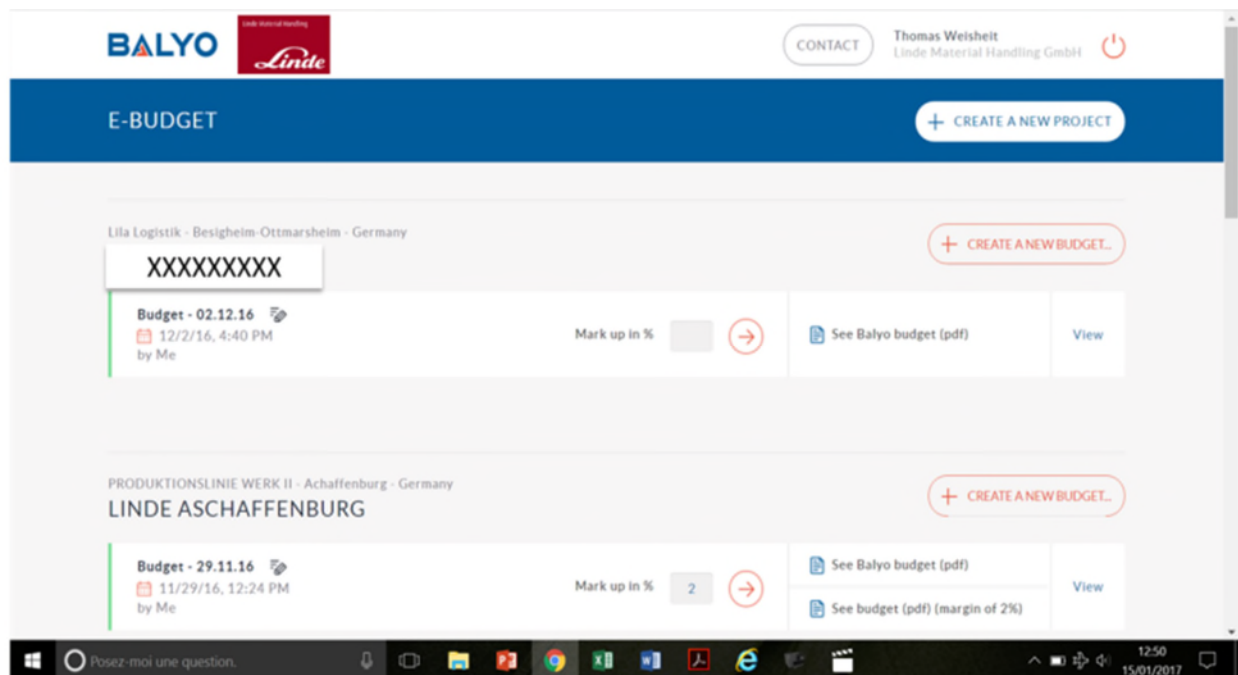 BALYO
Linde Material Handling
Linde
CONTACT
Thomas Weisheit
Linde Material Handling GmbH
E-BUDGET
+ CREATE A NEW PROJECT
Lila Logistik - Besigheim-Ottmarsheim - Germany
+ CREATE A NEW BUDGET...
XXXXXXXXX
Budget - 02.12.16
12/2/16, 4:40 PM
by Me
Mark up in %
See Balyo budget (pdf)
View
PRODUKTIONSLINIE WERK II - Achaffenburg - Germany
LINDE ASCHAFFENBURG
+ CREATE A NEW BUDGET...
Budget - 29.11.16
11/29/16, 12:24 PM
by Me
Mark up in %
2
See Balyo budget (pdf)
See budget (pdf) (margin of 2%)
View
Posez-moi une question.
12:50
15/01/2017